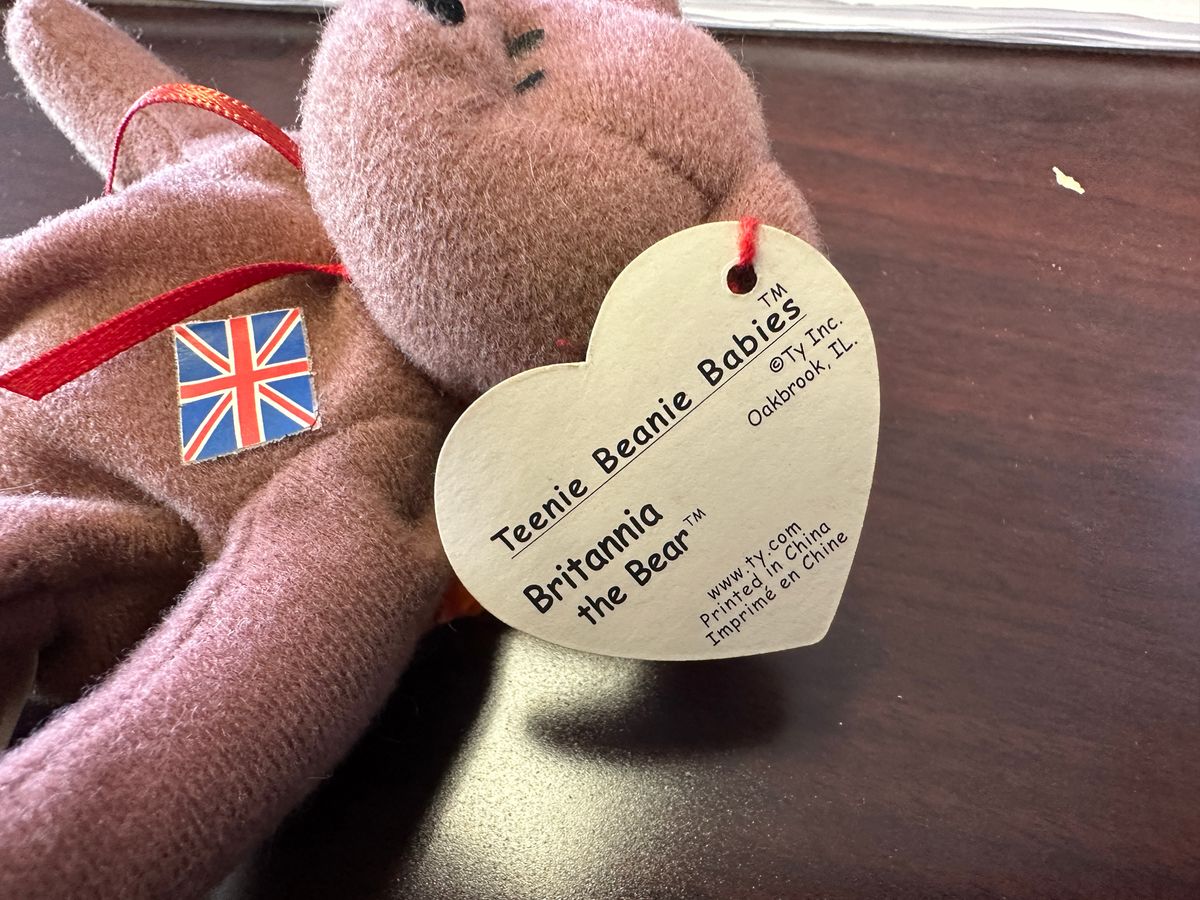 Teenie Beanie Babies™
©Ty Inc.
Oakbrook, IL.
Britannia
the Bear™
www.ty.com
Printed in China
Imprimé en Chine